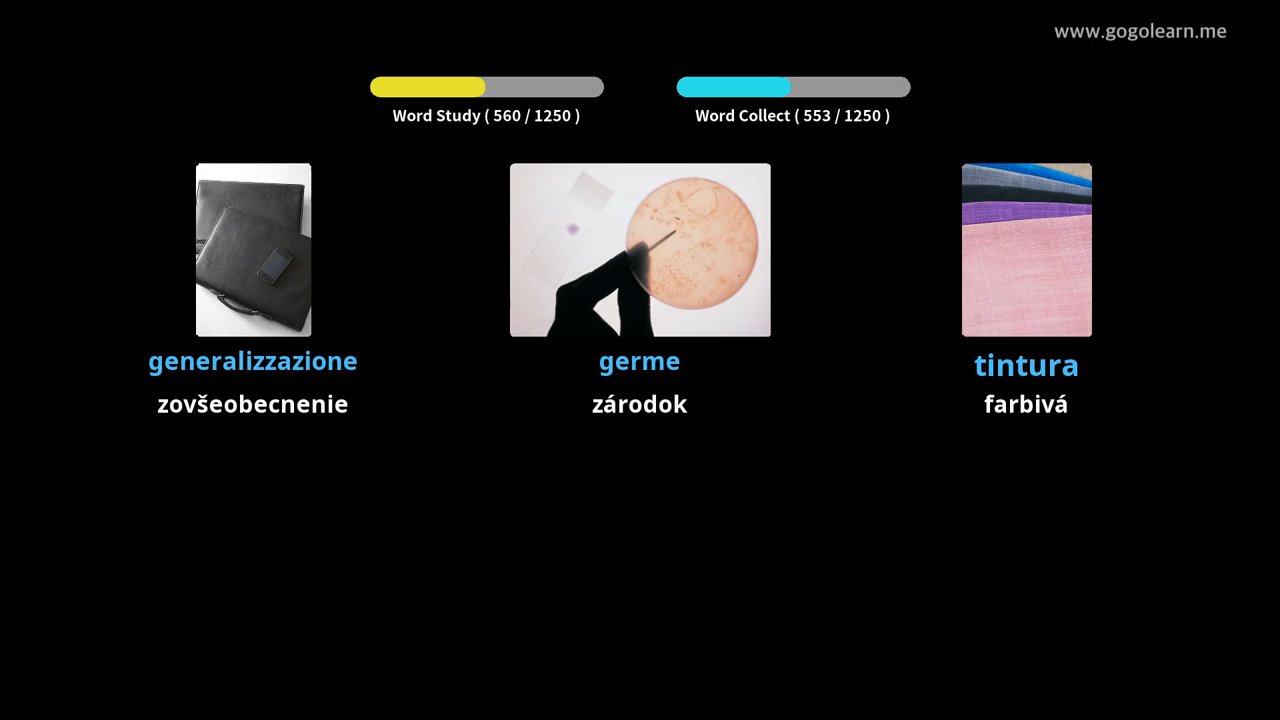 www.gogolearn.me
Word Study ( 560 / 1250 )
Word Collect ( 553 / 1250 )
generalizzazione
zovšeobecnenie
germe
zárodok
tintura
farbivá